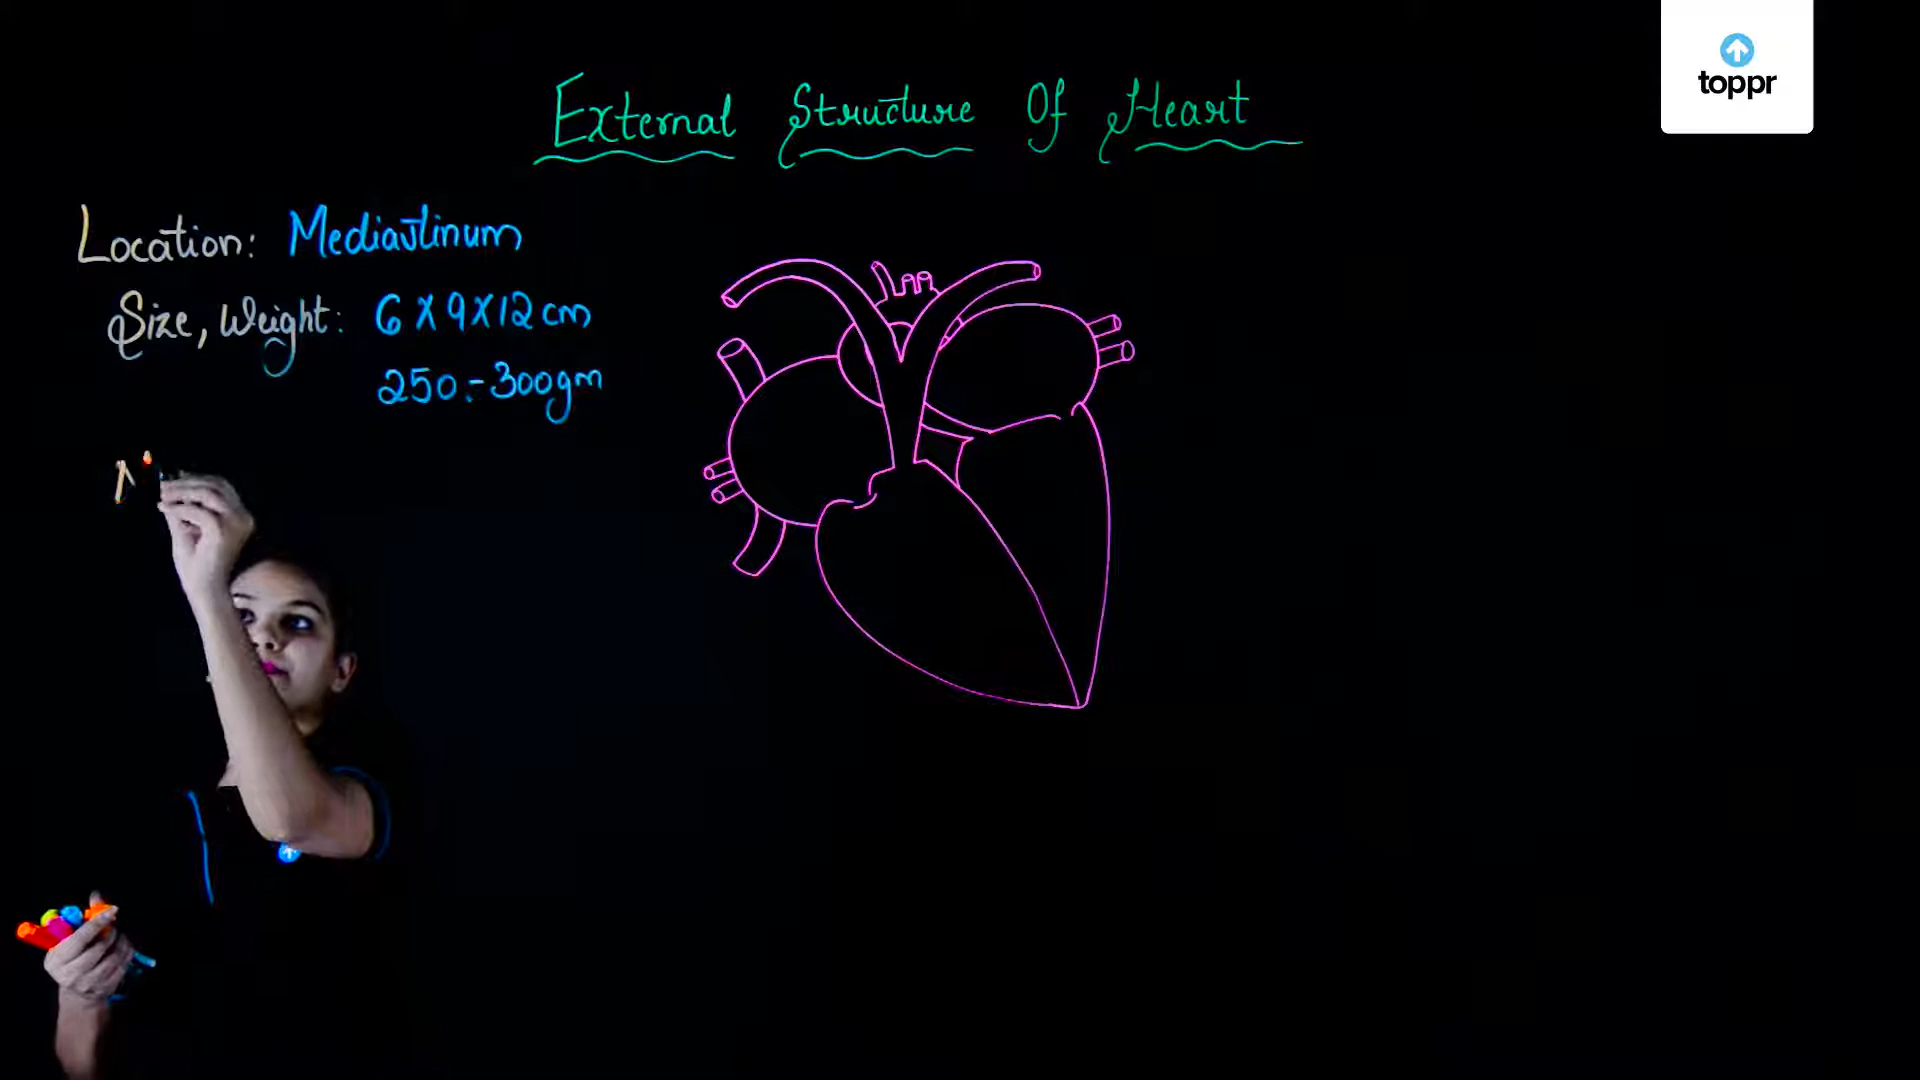 toppr
External Structure Of Heart
Location: Mediastinum
Size, Weight: 6 X 9 X 12 cm
250-300gm